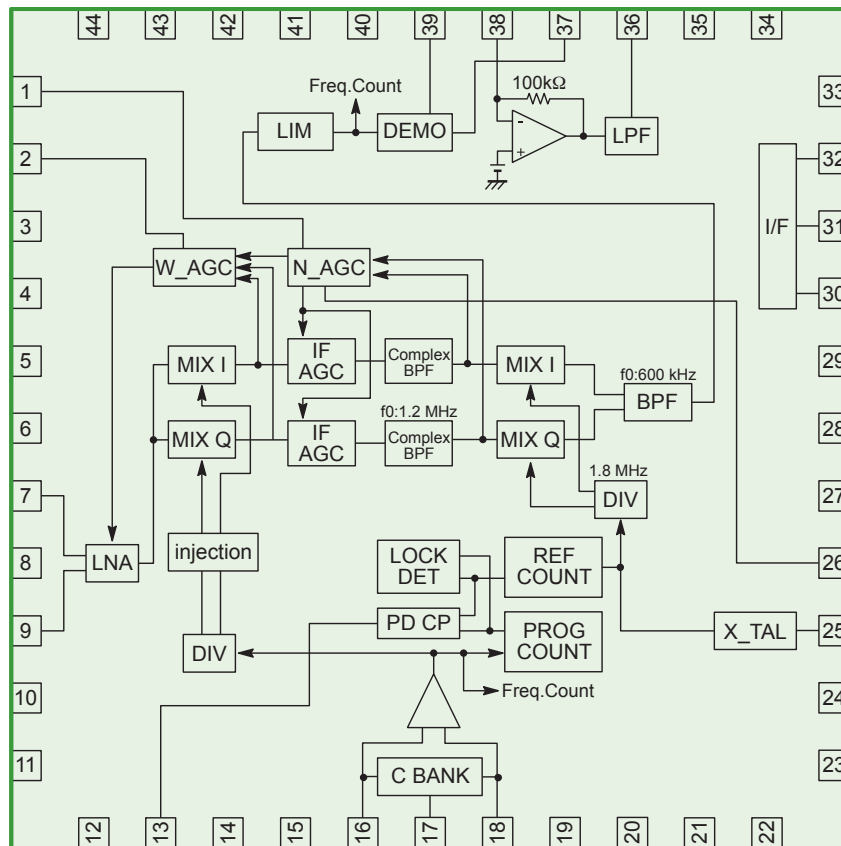 44 43 42 41 40 39 38 37 36 35 34
1
2
3
4
5
6
7
8
9
10
11
33
32
31
30
29
28
27
26
25
24
23
Freq.Count
100kΩ
LIM
DEMO
-
+
LPF
I/F
W_AGC
N_AGC
MIX I
IF
AGC
Complex
BPF
MIX I
f0:600 kHz
BPF
MIX Q
IF
AGC
f0:1.2 MHz
Complex
BPF
MIX Q
1.8 MHz
DIV
LNA
injection
LOCK
DET
REF
COUNT
PD CP
PROG
COUNT
X_TAL
DIV
Freq.Count
C BANK
12 13 14 15 16 17 18 19 20 21 22